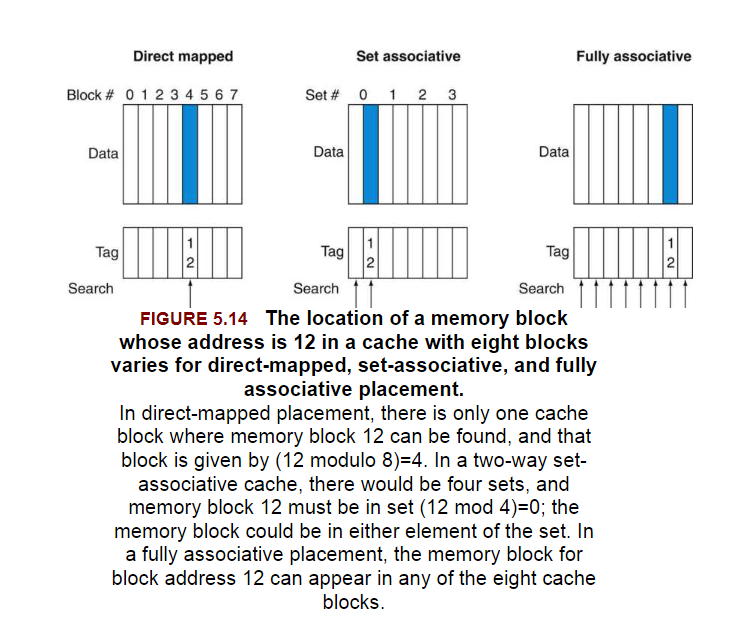 Direct mapped
Set associative
Fully associative
Block # 0 1 2 3 4 5 6 7
Set # 0 1 2 3
Data
Data
Data
Tag
1
2
Tag
1
2
Tag
1
2
Search
Search
Search
FIGURE 5.14 The location of a memory block
whose address is 12 in a cache with eight blocks
varies for direct-mapped, set-associative, and fully
associative placement.
In direct-mapped placement, there is only one cache
block where memory block 12 can be found, and that
block is given by (12 modulo 8)=4. In a two-way set-
associative cache, there would be four sets, and
memory block 12 must be in set (12 mod 4)=0; the
memory block could be in either element of the set. In
a fully associative placement, the memory block for
block address 12 can appear in any of the eight cache
blocks.